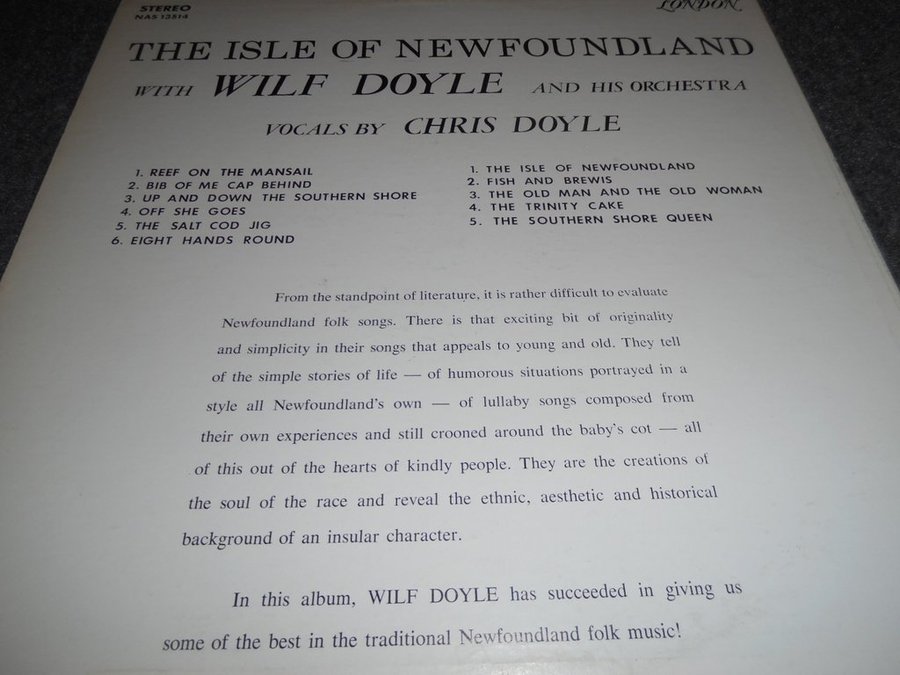 STEREO
NAS 13514
LONDON
THE ISLE OF NEWFOUNDLAND
WITH WILF DOYLE AND HIS ORCHESTRA
VOCALS BY CHRIS DOYLE
1. REEF ON THE MANSAIL
2. BIB OF ME CAP BEHIND
3. UP AND DOWN THE SOUTHERN SHORE
4. OFF SHE GOES
5. THE SALT COD JIG
6. EIGHT HANDS ROUND
1. THE ISLE OF NEWFOUNDLAND
2. FISH AND BREWIS
3. THE OLD MAN AND THE OLD WOMAN
4. THE TRINITY CAKE
5. THE SOUTHERN SHORE QUEEN
From the standpoint of literature, it is rather difficult to evaluate
Newfoundland folk songs. There is that exciting bit of originality
and simplicity in their songs that appeals to young and old. They tell
of the simple stories of life — of humorous situations portrayed in a
style all Newfoundland's own — of lullaby songs composed from
their own experiences and still crooned around the baby's cot — all
of this out of the hearts of kindly people. They are the creations of
the soul of the race and reveal the ethnic, aesthetic and historical
background of an insular character.
In this album, WILF DOYLE has succeeded in giving us
some of the best in the traditional Newfoundland folk music!